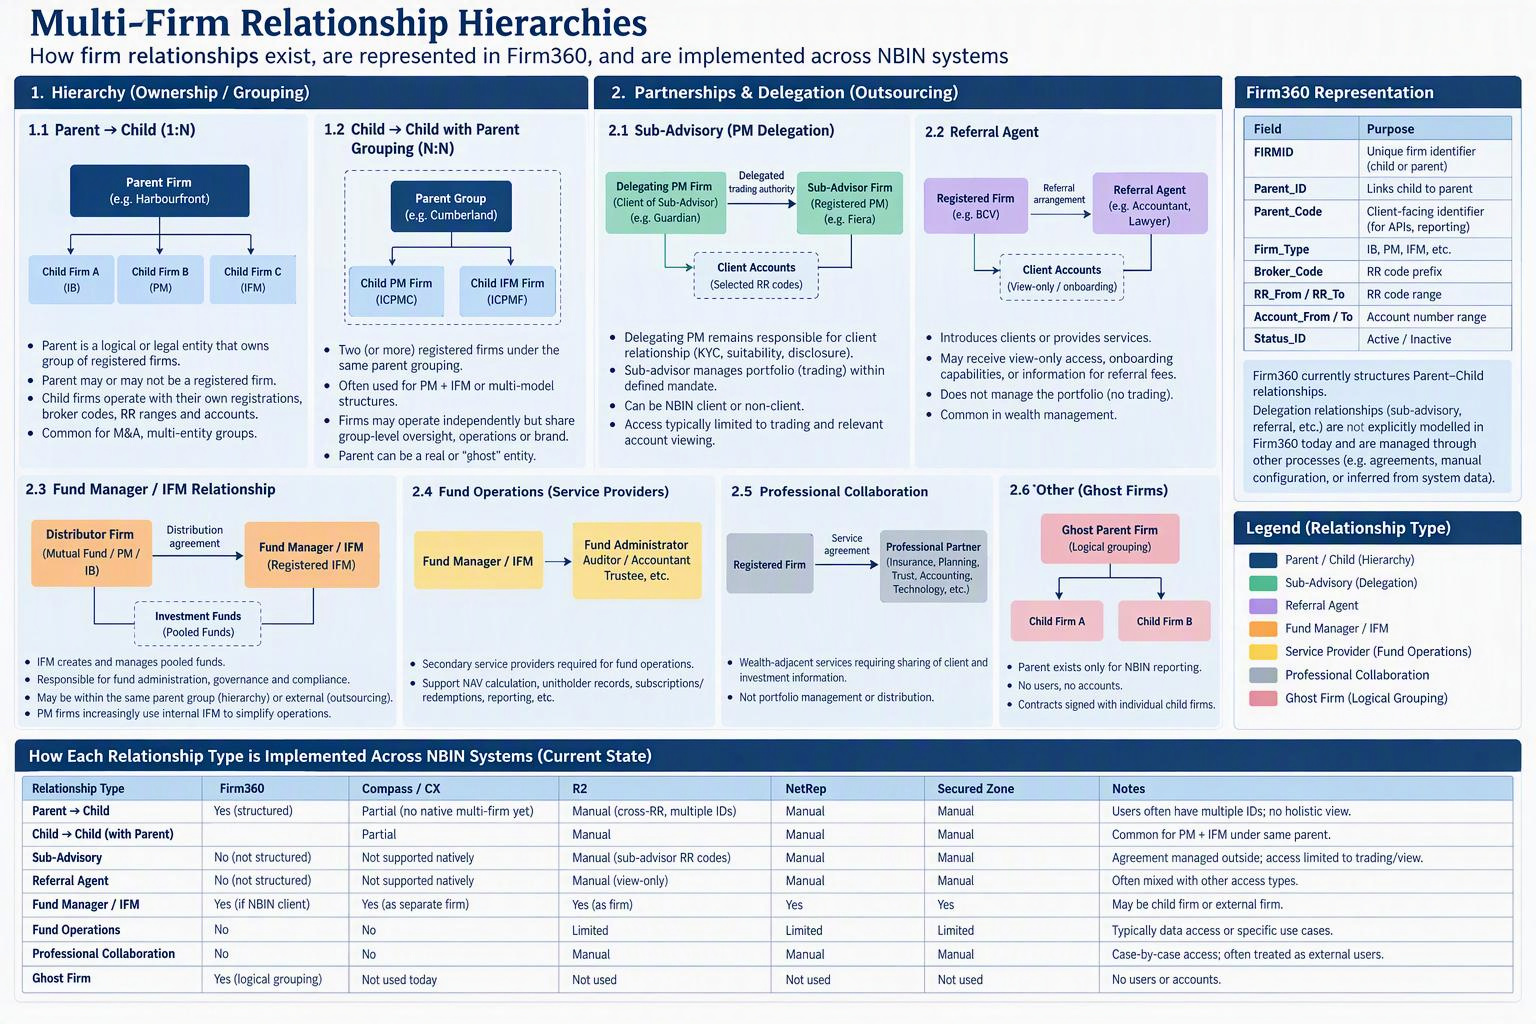 Multi-Firm Relationship Hierarchies
How firm relationships exist, are represented in Firm360, and are implemented across NBIN systems
1. Hierarchy (Ownership / Grouping)
1.1 Parent → Child (1:N)
Parent Firm
(e.g. Harbourfront)
Child Firm A
(IB)
Child Firm B
(PM)
Child Firm C
(IFM)
• Parent is a logical or legal entity that owns
group of registered firms.
• Parent may or may not be a registered firm.
• Child firms operate with their own registrations,
broker codes, RR ranges and accounts.
• Common for M&A, multi-entity groups.
1.2 Child → Child with Parent
Grouping (N:N)
Parent Group
(e.g. Cumberland)
Child PM Firm
(ICPMC)
Child IFM Firm
(ICPMF)
• Two (or more) registered firms under the
same parent grouping.
• Often used for PM + IFM or multi-model
structures.
• Firms may operate independently but share
group-level oversight, operations or brand.
• Parent can be a real or “ghost” entity.
2. Partnerships & Delegation (Outsourcing)
2.1 Sub-Advisory (PM Delegation)
Delegating PM Firm
(Client of Sub-Advisor)
(e.g. Guardian)
Delegated
trading authority
Sub-Advisor Firm
(Registered PM)
(e.g. Fiera)
Client Accounts
(Selected RR codes)
• Delegating PM remains responsible for client
relationship (KYC, suitability, disclosure).
• Sub-advisor manages portfolio (trading) within
defined mandate.
• Can be NBIN client or non-client.
• Access typically limited to trading and relevant
account viewing.
2.2 Referral Agent
Registered Firm
(e.g. BCV)
Referral
arrangement
Referral Agent
(e.g. Accountant,
Lawyer)
Client Accounts
(View-only / onboarding)
• Introduces clients or provides services.
• May receive view-only access, onboarding
capabilities, or information for referral fees.
• Does not manage the portfolio (no trading).
• Common in wealth management.
2.3 Fund Manager / IFM Relationship
Distributor Firm
(Mutual Fund / PM /
IB)
Distribution
agreement
Fund Manager / IFM
(Registered IFM)
Investment Funds
(Pooled Funds)
• IFM creates and manages pooled funds.
• Responsible for fund administration, governance and compliance.
• May be within the same parent group (hierarchy) or external (outsourcing).
• PM firms increasingly use internal IFM to simplify operations.
2.4 Fund Operations (Service Providers)
Fund Manager / IFM
Fund Administrator
Auditor / Accountant
Trustee, etc.
• Secondary service providers required for fund operations.
• Support NAV calculation, unitholder records, subscriptions/
redemptions, reporting, etc.
2.5 Professional Collaboration
Registered Firm
Service
agreement
Professional Partner
(Insurance, Planning,
Trust, Accounting,
Technology, etc.)
• Wealth-adjacent services requiring sharing of client and
investment information.
• Not portfolio management or distribution.
2.6 Other (Ghost Firms)
Ghost Parent Firm
(Logical grouping)
Child Firm A
Child Firm B
• Parent exists only for NBIN reporting.
• No users, no accounts.
• Contracts signed with individual child firms.
Firm360 Representation
Field Purpose
FIRMID Unique firm identifier
(child or parent)
Parent_ID Links child to parent
Parent_Code Client-facing identifier
(for APIs, reporting)
Firm_Type IB, PM, IFM, etc.
Broker_Code RR code prefix
RR_From / RR_To RR code range
Account_From / To Account number range
Status_ID Active / Inactive
Firm360 currently structures Parent–Child
relationships.
Delegation relationships (sub-advisory,
referral, etc.) are not explicitly modelled in
Firm360 today and are managed through
other processes (e.g. agreements, manual
configuration, or inferred from system data).
Legend (Relationship Type)
Parent / Child (Hierarchy)
Sub-Advisory (Delegation)
Referral Agent
Fund Manager / IFM
Service Provider (Fund Operations)
Professional Collaboration
Ghost Firm (Logical Grouping)
How Each Relationship Type is Implemented Across NBIN Systems (Current State)
Relationship Type Firm360 Compass / CX R2 NetRep Secured Zone Notes
Parent → Child Yes (structured) Partial (no native multi-firm yet) Manual (cross-RR, multiple IDs) Manual Manual Users often have multiple IDs; no holistic view.
Child → Child (with Parent) Partial Manual Manual Manual Common for PM + IFM under same parent.
Sub-Advisory No (not structured) Not supported natively Manual (sub-advisor RR codes) Manual Manual Agreement managed outside; access limited to trading/view.
Referral Agent No (not structured) Not supported natively Manual (view-only) Manual Manual Often mixed with other access types.
Fund Manager / IFM Yes (if NBIN client) Yes (as separate firm) Yes (as firm) Yes Yes May be child firm or external firm.
Fund Operations No No Limited Limited Limited Typically data access or specific use cases.
Professional Collaboration No No Manual Manual Manual Case-by-case access; often treated as external users.
Ghost Firm Yes (logical grouping) Not used today Not used Not used Not used No users or accounts.